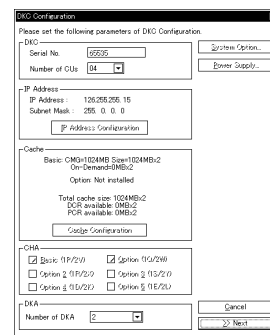 DKC Configuration
Please set the following parameters of DKC Configuration.
DKC
Serial No. 65535
Number of CUs 04
System Option...
Power Supply...
IP Address
IP Address : 126.255.255. 15
Subnet Mask : 255. 0. 0. 0
IP Address Configuration
Cache
Basic: CMG=1024MB Size=1024MBx2
On-Demand=0MBx2
Option: Not installed
Total cache size: 1024MBx2
DCR available: 0MBx2
PCR available: 0MBx2
Cache Configuration
CHA
Basic (1P/2V) Option 1(1Q/2W)
Option 2 (1R/2X) Option 3 (1S/2Y)
Option 4 (1D/2K) Option 5 (1E/2L)
DKA
Number of DKA 2
Cancel
>> Next